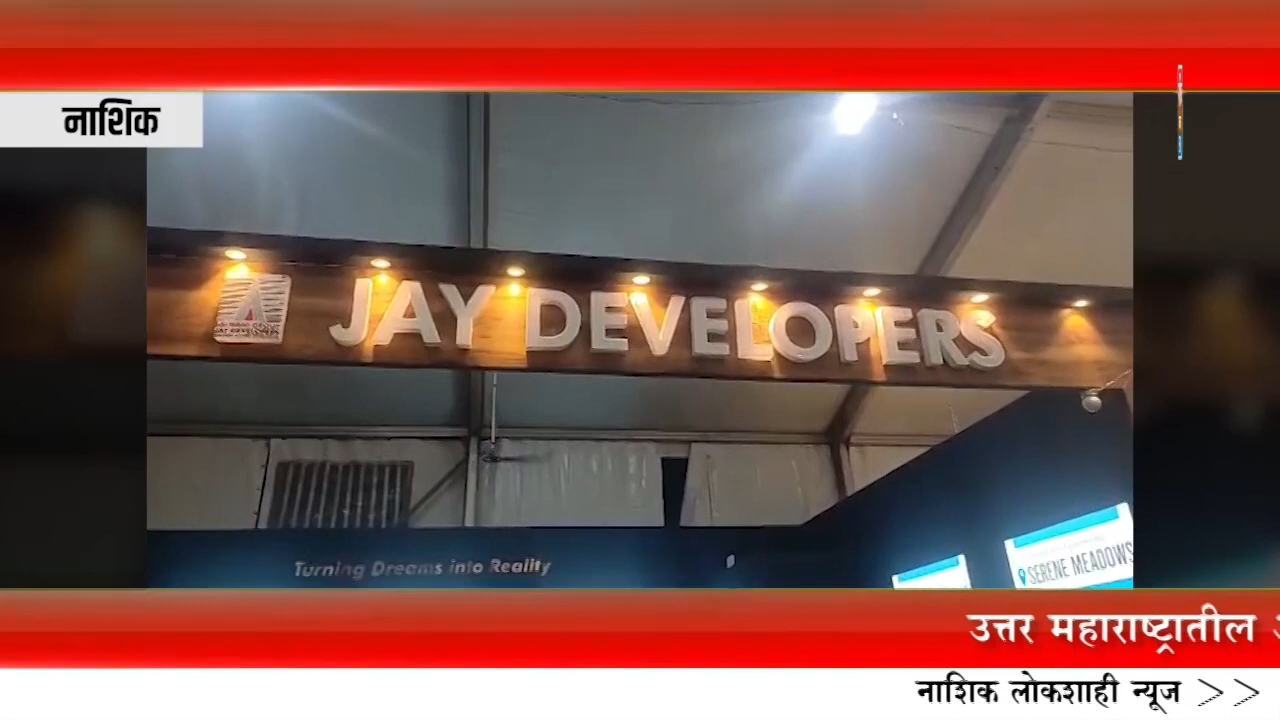 नाशिक
JAY DEVELOPERS
Turning Dreams into Reality
SERENE MEADOWS
उत्तर महाराष्ट्रातील
नाशिक लोकशाही न्यूज >>